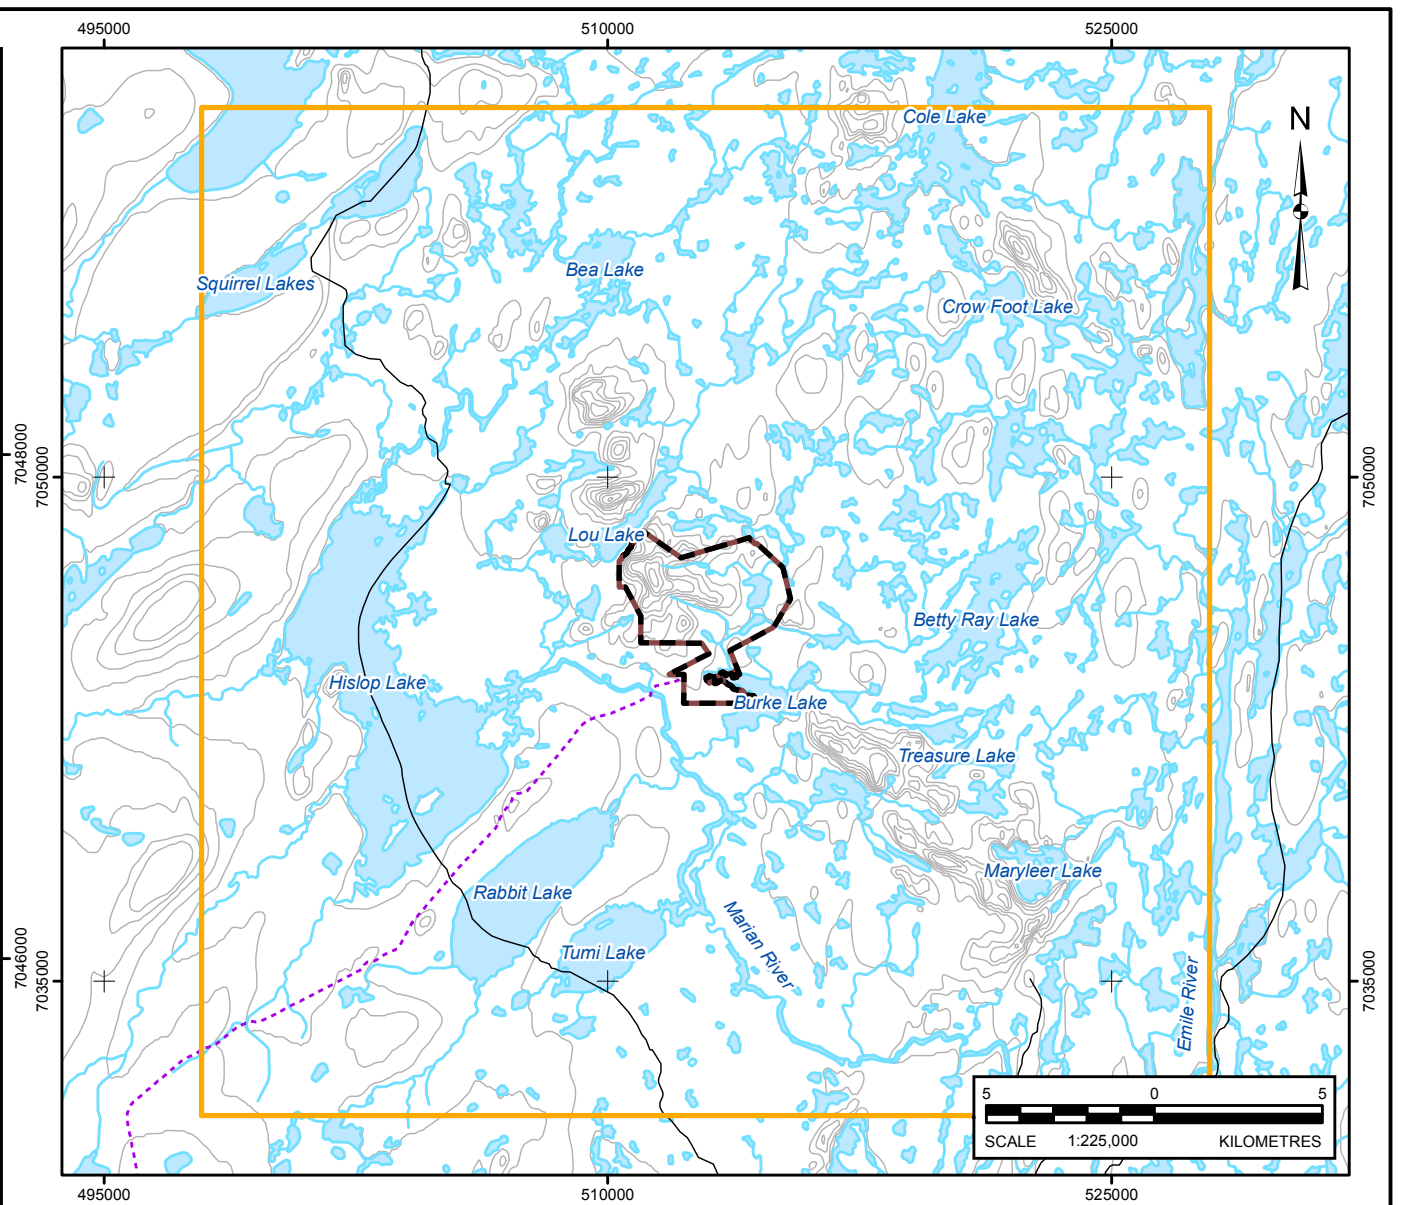 495000
510000
525000
Cole Lake
N
Bea Lake
Squirrel Lakes
Crow Foot Lake
7048000
7050000
7050000
Lou Lake
Betty Ray Lake
Hislop Lake
Burke Lake
Treasure Lake
Maryleer Lake
Rabbit Lake
Marian River
Tumi Lake
7046000
7035000
7035000
Emile River
5 0 5
SCALE 1:225,000 KILOMETRES
495000
510000
525000